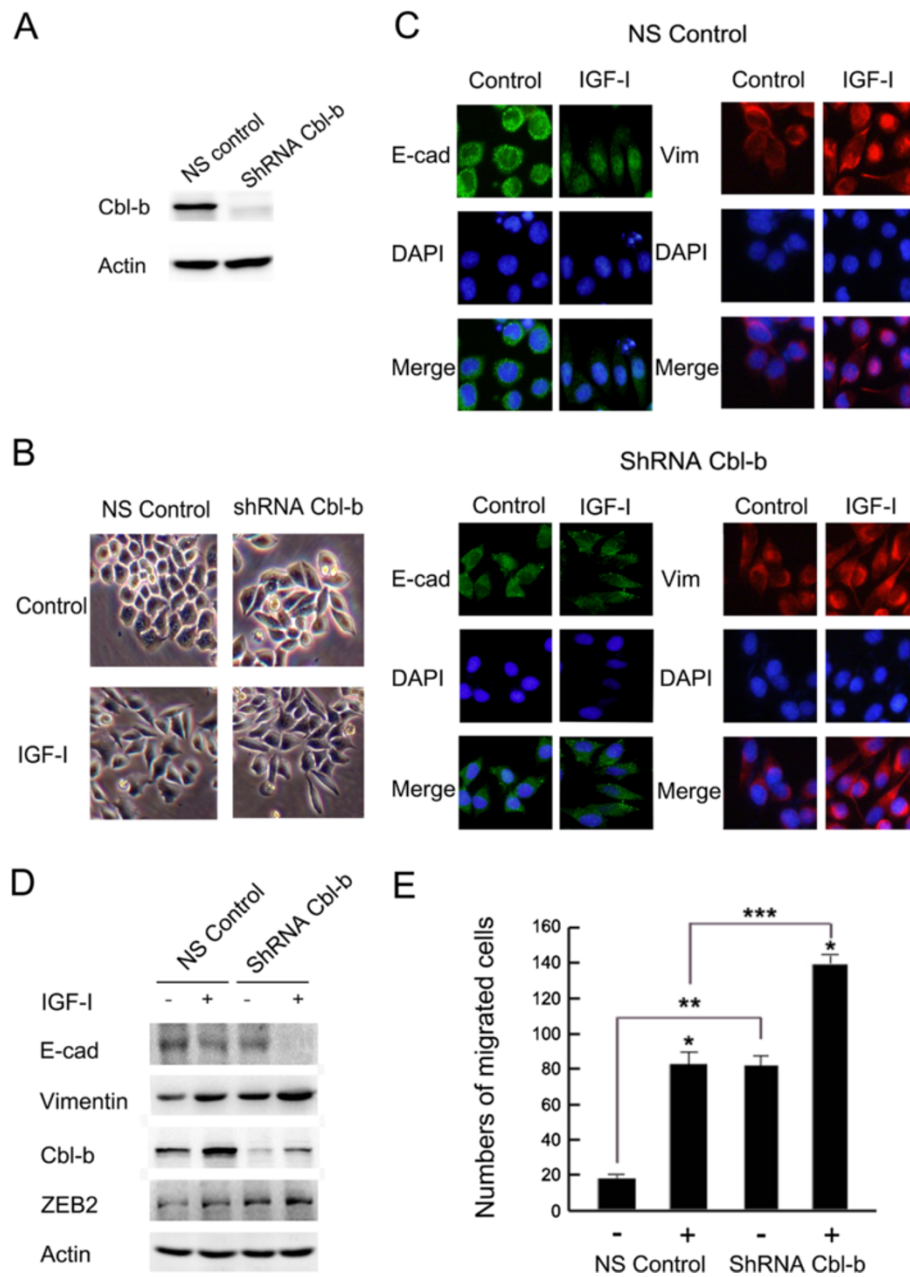 A
NS control
ShRNA Cbl-b
Cbl-b
Actin
B
NS Control
shRNA Cbl-b
Control
IGF-I
C
NS Control
Control
IGF-I
Control
IGF-I
E-cad
Vim
DAPI
DAPI
Merge
Merge
ShRNA Cbl-b
Control
IGF-I
Control
IGF-I
E-cad
Vim
DAPI
DAPI
Merge
Merge
D
NS Control
ShRNA Cbl-b
IGF-I - + - +
E-cad
Vimentin
Cbl-b
ZEB2
Actin
E
Numbers of migrated cells
160
140
120
100
80
60
40
20
0
***
**
*
*
- + - +
NS Control ShRNA Cbl-b